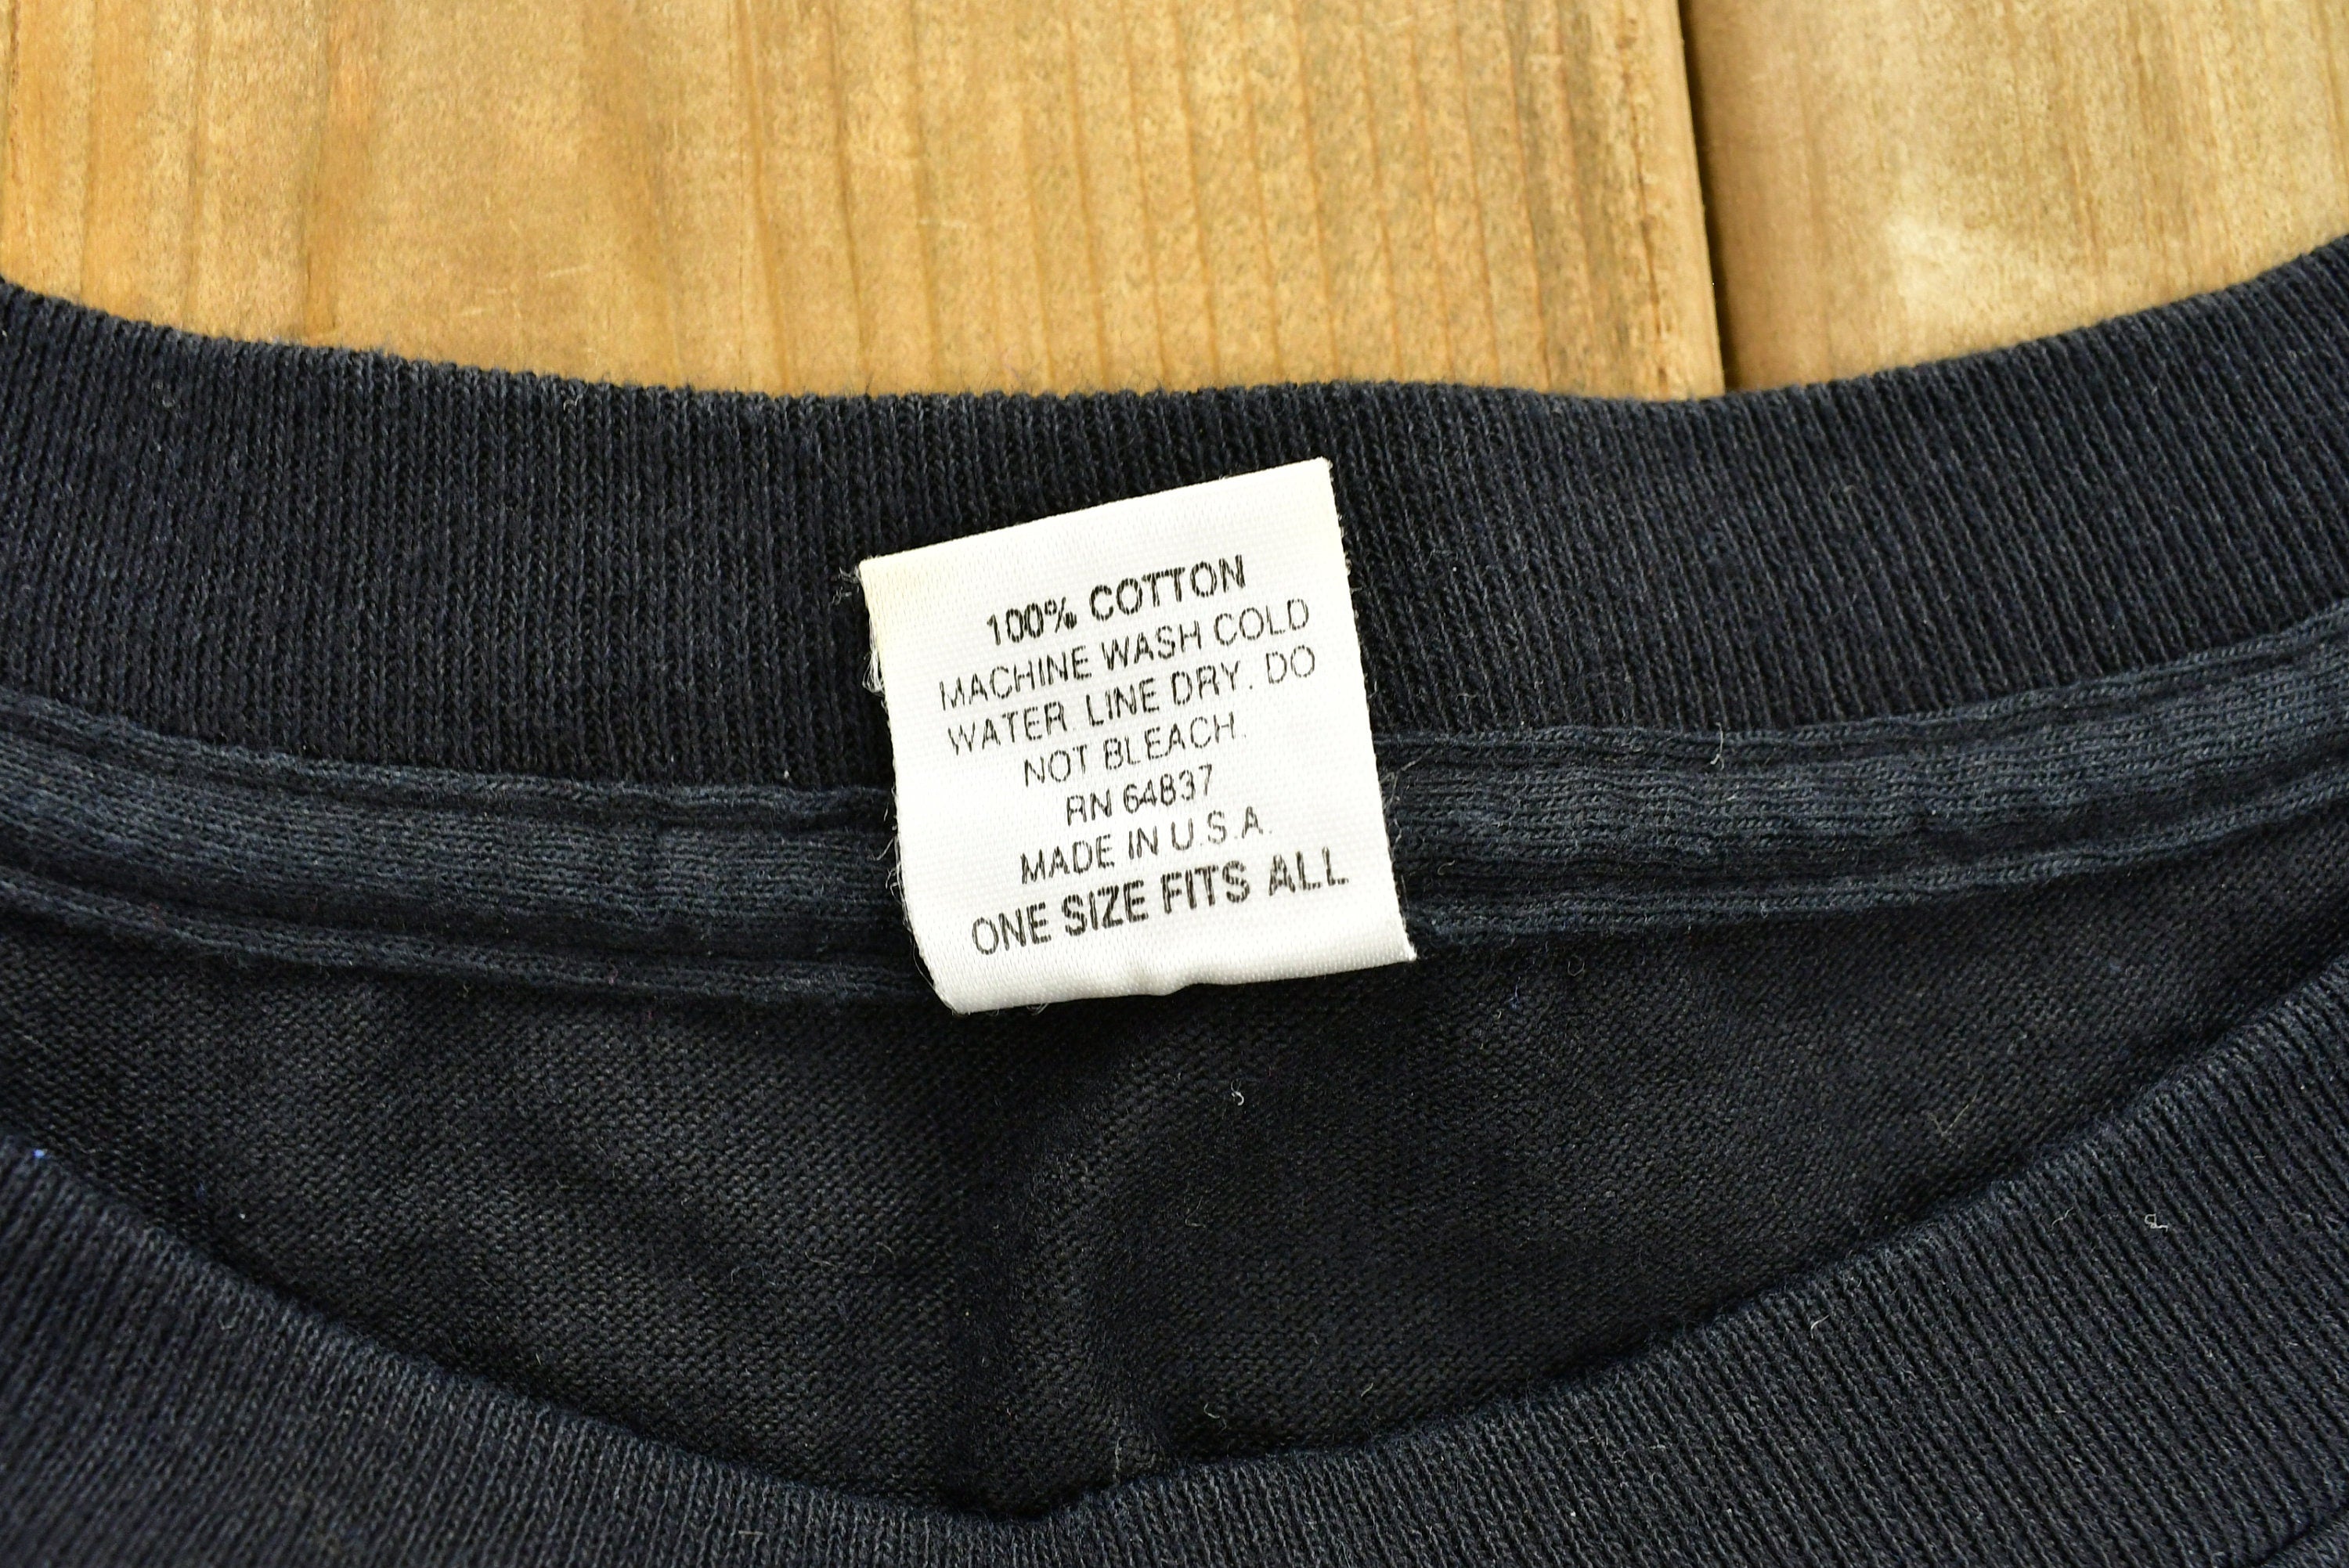 100% COTTON
MACHINE WASH COLD
WATER LINE DRY. DO
NOT BLEACH.
RN 64837
MADE IN U.S.A.
ONE SIZE FITS ALL